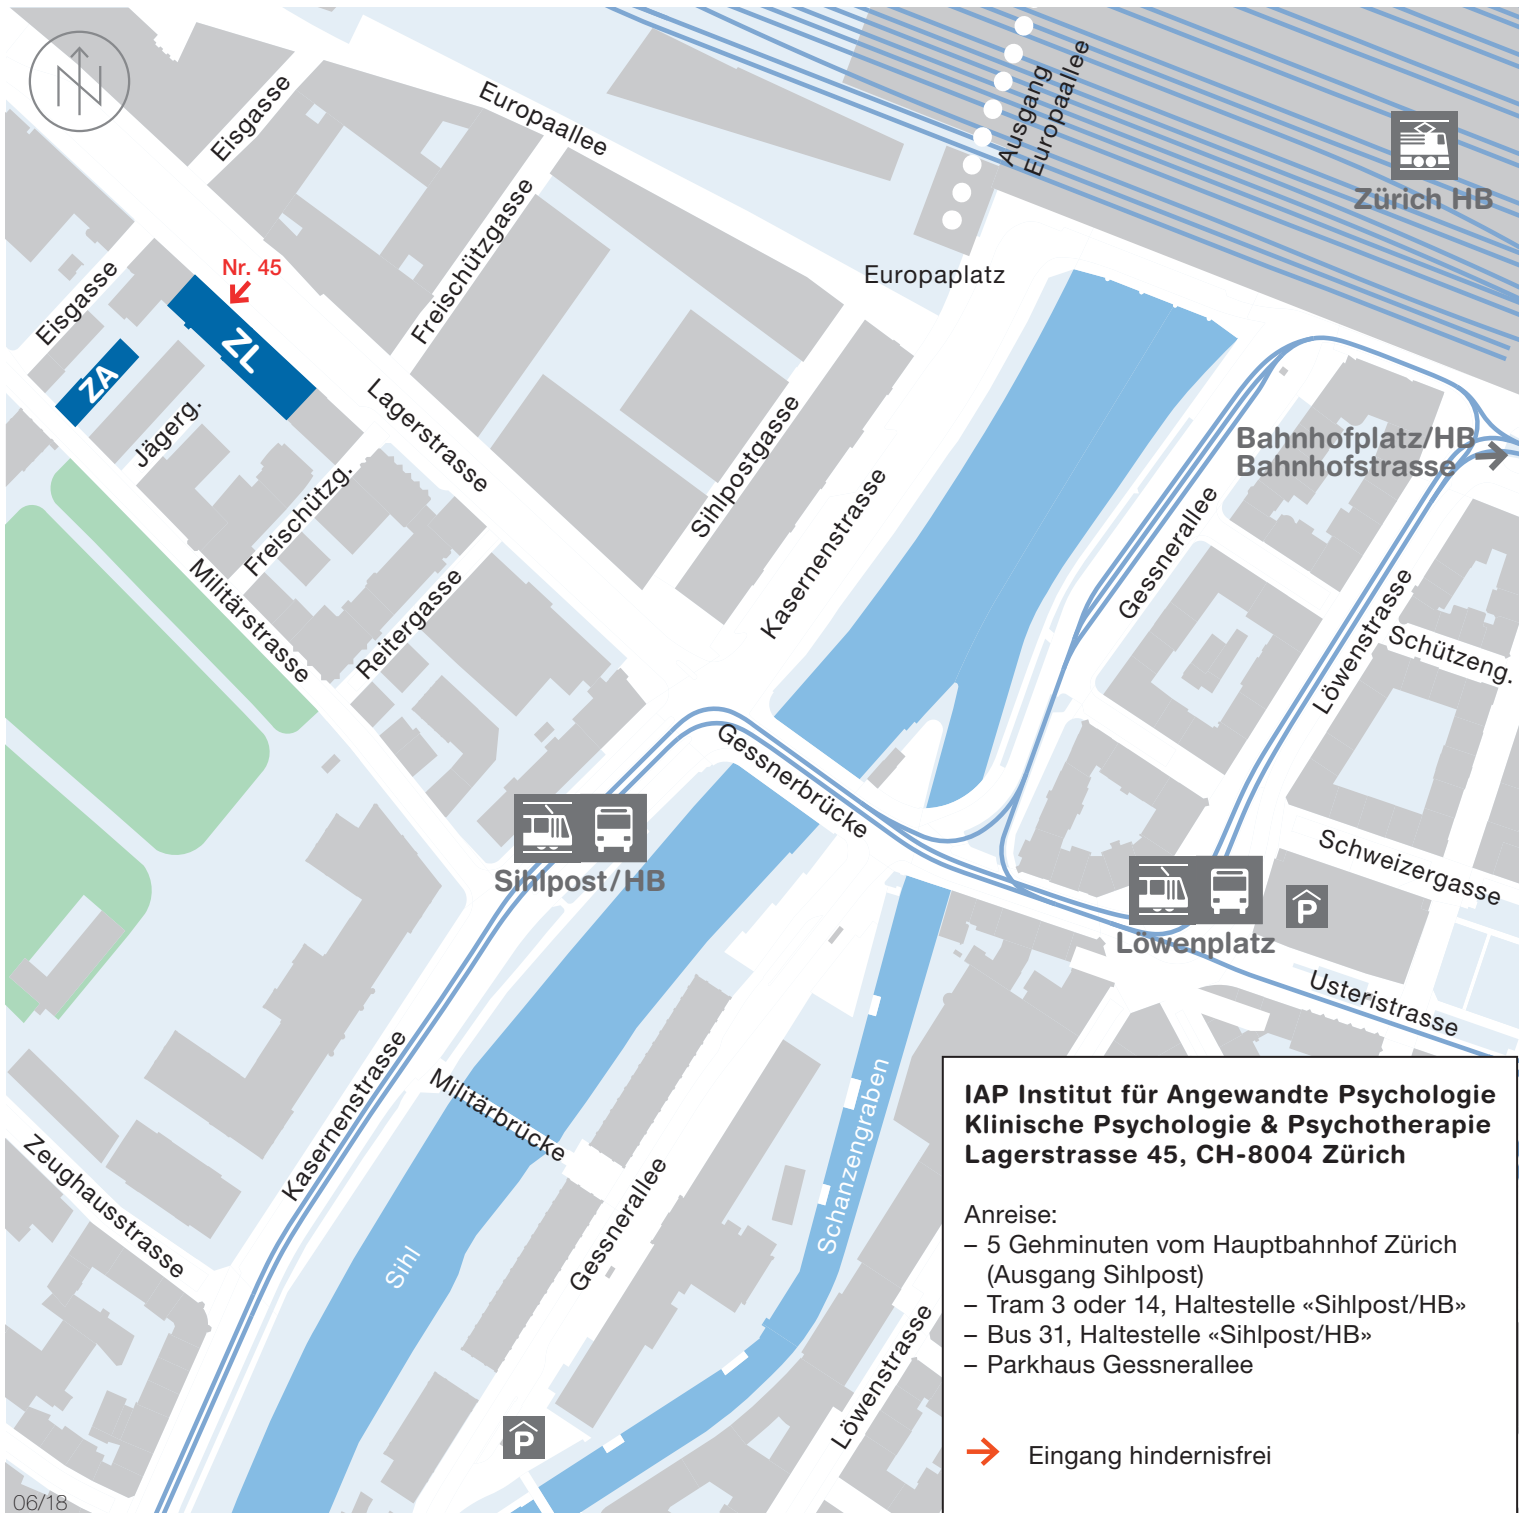 N
Eisgasse
Europaallee
Ausgang
Europaallee
Zürich HB
Freischützgasse
Nr. 45
Europaplatz
Eisgasse
ZL
ZA
Jägerg.
Lagerstrasse
Sihlpostgasse
Bahnhofplatz/HB
Bahnhofstrasse
Freischützg.
Kasernenstrasse
Gessnerallee
Militärstrasse
Reitergasse
Löwenstrasse
Schützeng.
Gessnerbrücke
Sihlpost/HB
Schweizergasse
P
Löwenplatz
Usteristrasse
Kasernenstrasse
Militärbrücke
Schanzengraben
Zeughausstrasse
Sihl
Gessnerallee
Löwenstrasse
P
IAP Institut für Angewandte Psychologie
Klinische Psychologie & Psychotherapie
Lagerstrasse 45, CH-8004 Zürich
Anreise:
– 5 Gehminuten vom Hauptbahnhof Zürich
(Ausgang Sihlpost)
– Tram 3 oder 14, Haltestelle «Sihlpost/HB»
– Bus 31, Haltestelle «Sihlpost/HB»
– Parkhaus Gessnerallee
Eingang hindernisfrei
06/18